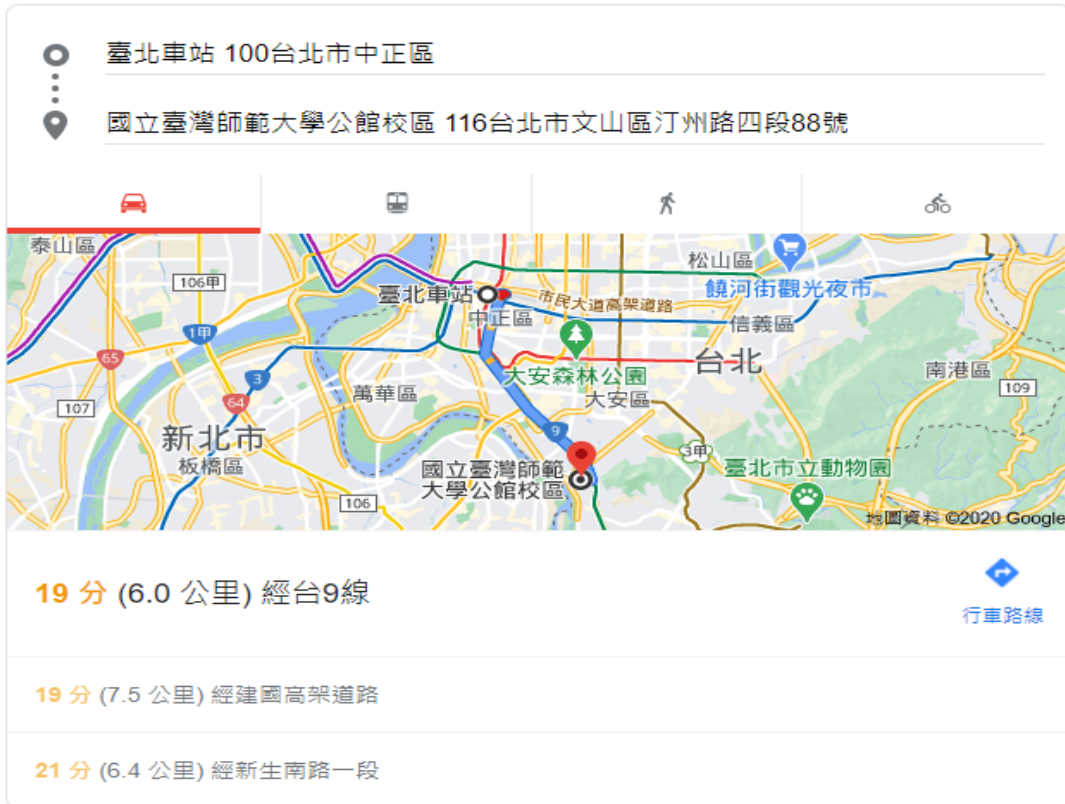 臺北車站 100台北市中正區
國立臺灣師範大學公館校區 116台北市文山區汀州路四段88號
泰山區
106甲
松山區
臺北車站
市民大道高架道路
饒河街觀光夜市
中正區
1甲
信義區
65
台北
南港區
3
大安森林公園
109
萬華區
大安區
64
107
9
新北市
3甲
板橋區
國立臺灣師範
大學公館校區
臺北市立動物園
106
地圖資料 ©2020 Google
19 分 (6.0 公里) 經台9線
行車路線
19 分 (7.5 公里) 經建國高架道路
21 分 (6.4 公里) 經新生南路一段